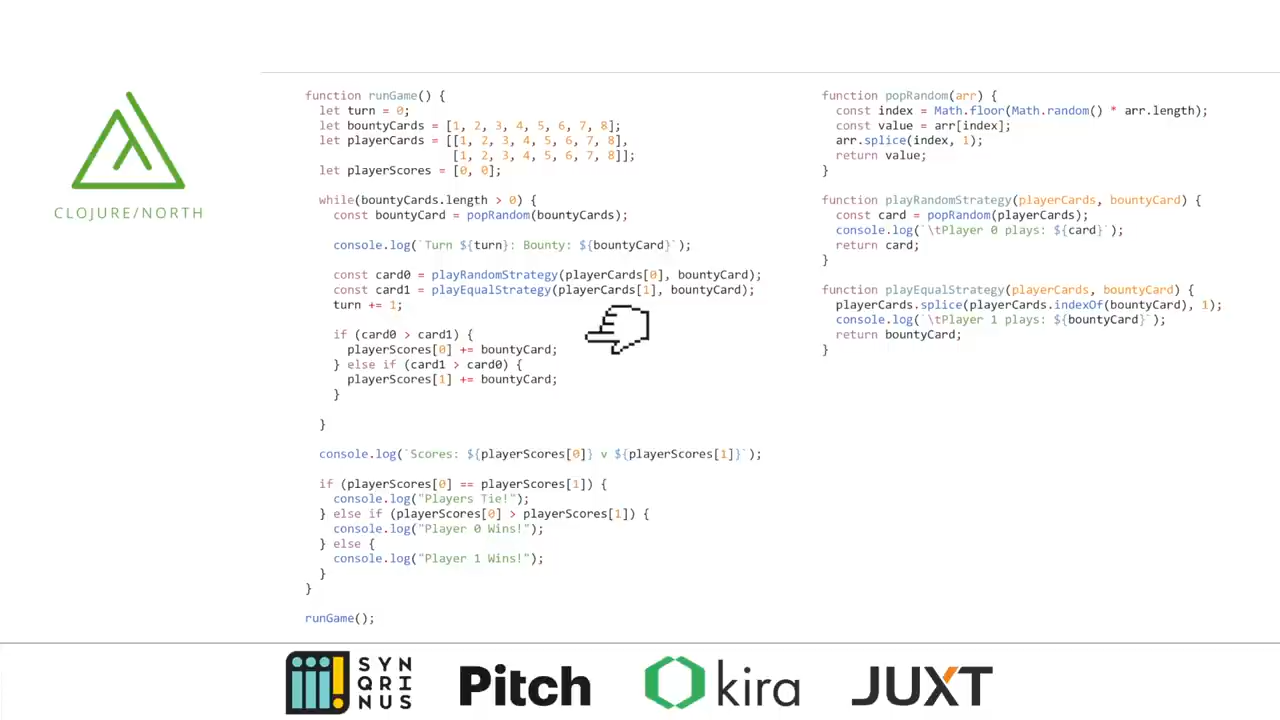 CLOJURE/NORTH
function runGame() {
let turn = 0;
let bountyCards = [1, 2, 3, 4, 5, 6, 7, 8];
let playerCards = [[1, 2, 3, 4, 5, 6, 7, 8],
[1, 2, 3, 4, 5, 6, 7, 8]];
let playerScores = [0, 0];
while(bountyCards.length > 0) {
const bountyCard = popRandom(bountyCards);
console.log(`Turn ${turn}: Bounty: ${bountyCard}`);
const card0 = playRandomStrategy(playerCards[0], bountyCard);
const card1 = playEqualStrategy(playerCards[1], bountyCard);
turn += 1;
if (card0 > card1) {
playerScores[0] += bountyCard;
} else if (card1 > card0) {
playerScores[1] += bountyCard;
}
}
console.log(`Scores: ${playerScores[0]} v ${playerScores[1]}`);
if (playerScores[0] == playerScores[1]) {
console.log("Players Tie!");
} else if (playerScores[0] > playerScores[1]) {
console.log("Player 0 Wins!");
} else {
console.log("Player 1 Wins!");
}
}
runGame();
function popRandom(arr) {
const index = Math.floor(Math.random() * arr.length);
const value = arr[index];
arr.splice(index, 1);
return value;
}
function playRandomStrategy(playerCards, bountyCard) {
const card = popRandom(playerCards);
console.log(`\tPlayer 0 plays: ${card}`);
return card;
}
function playEqualStrategy(playerCards, bountyCard) {
playerCards.splice(playerCards.indexOf(bountyCard), 1);
console.log(`\tPlayer 1 plays: ${bountyCard}`);
return bountyCard;
}
SYN
QRI
NUS
Pitch
kira
JUXT